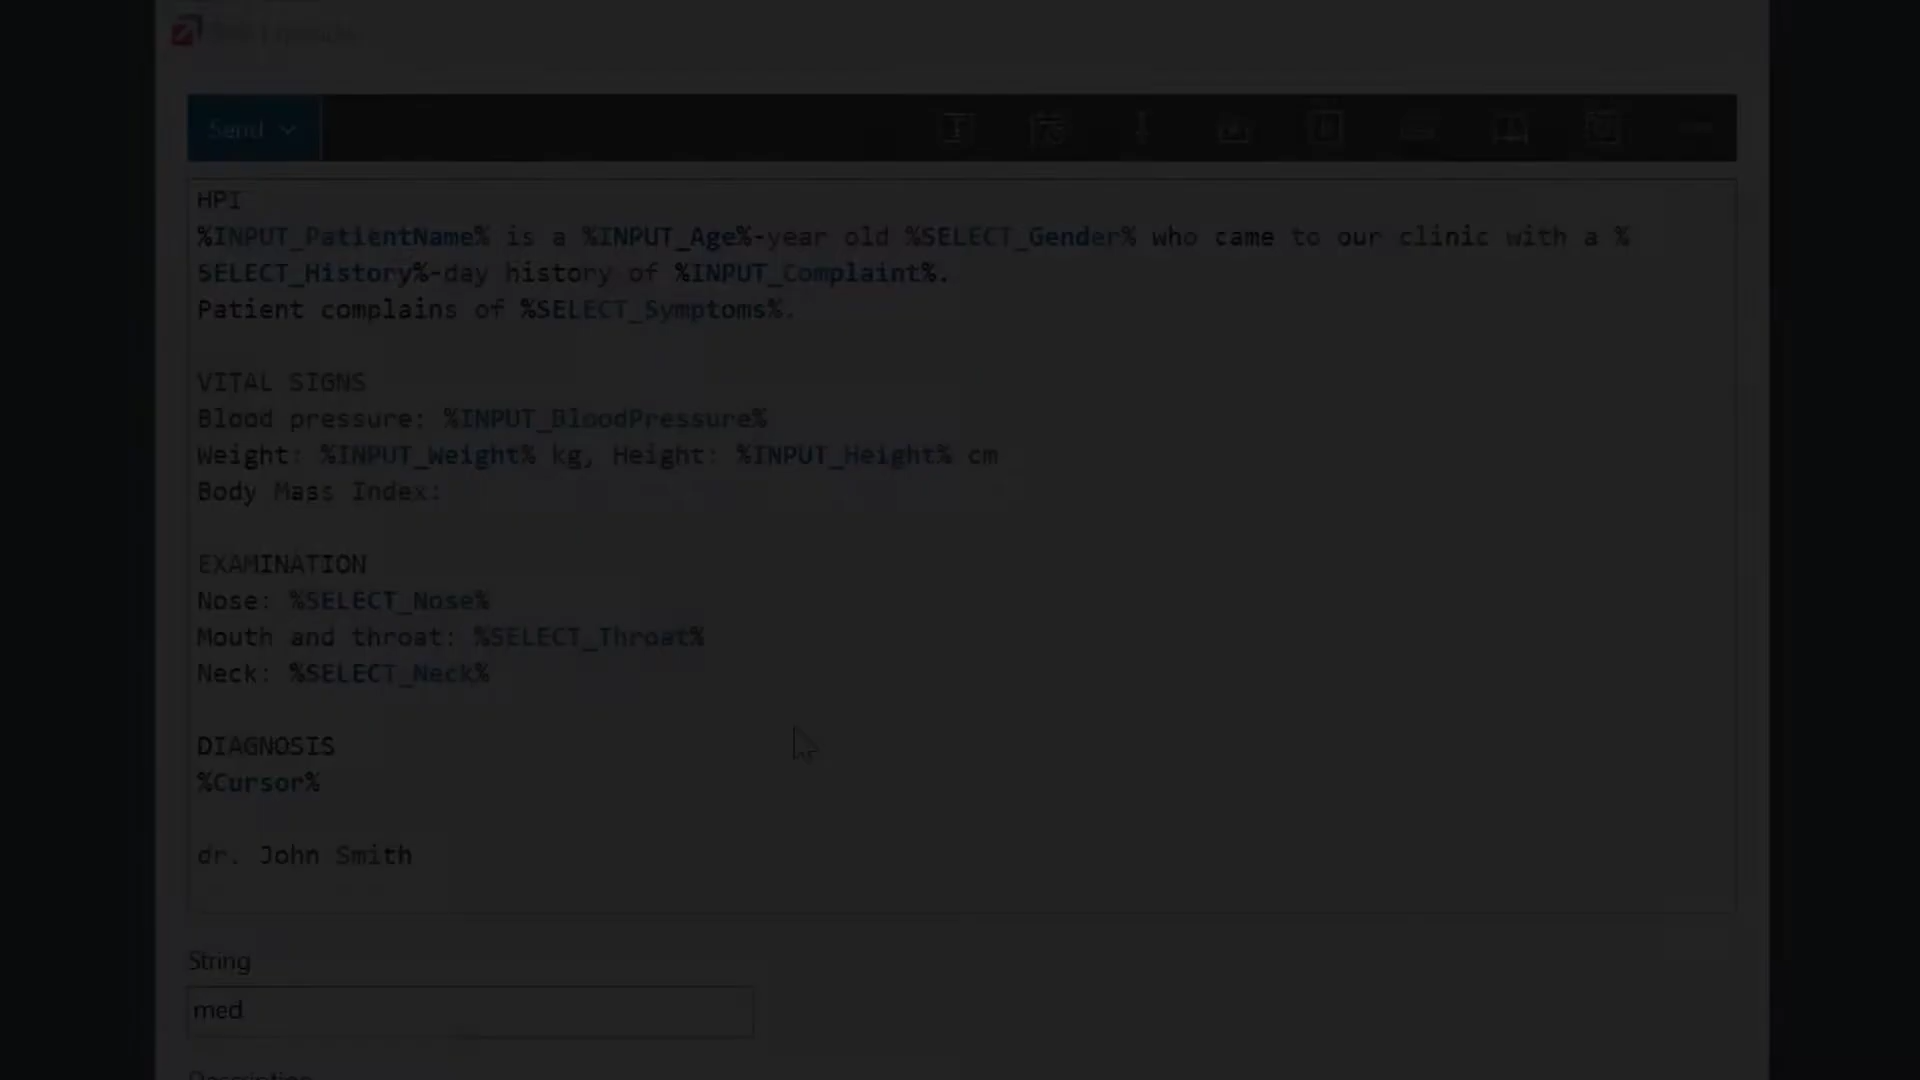 Send
HPI
%INPUT_PatientName% is a %INPUT_Age%-year old %SELECT_Gender% who came to our clinic with a %
SELECT_History%-day history of %INPUT_Complaint%.
Patient complains of %SELECT_Symptoms%.
VITAL SIGNS
Blood pressure: %INPUT_BloodPressure%
Weight: %INPUT_Weight% kg, Height: %INPUT_Height% cm
Body Mass Index:
EXAMINATION
Nose: %SELECT_Nose%
Mouth and throat: %SELECT_Throat%
Neck: %SELECT_Neck%
DIAGNOSIS
%Cursor%
dr. John Smith
String
med
Description